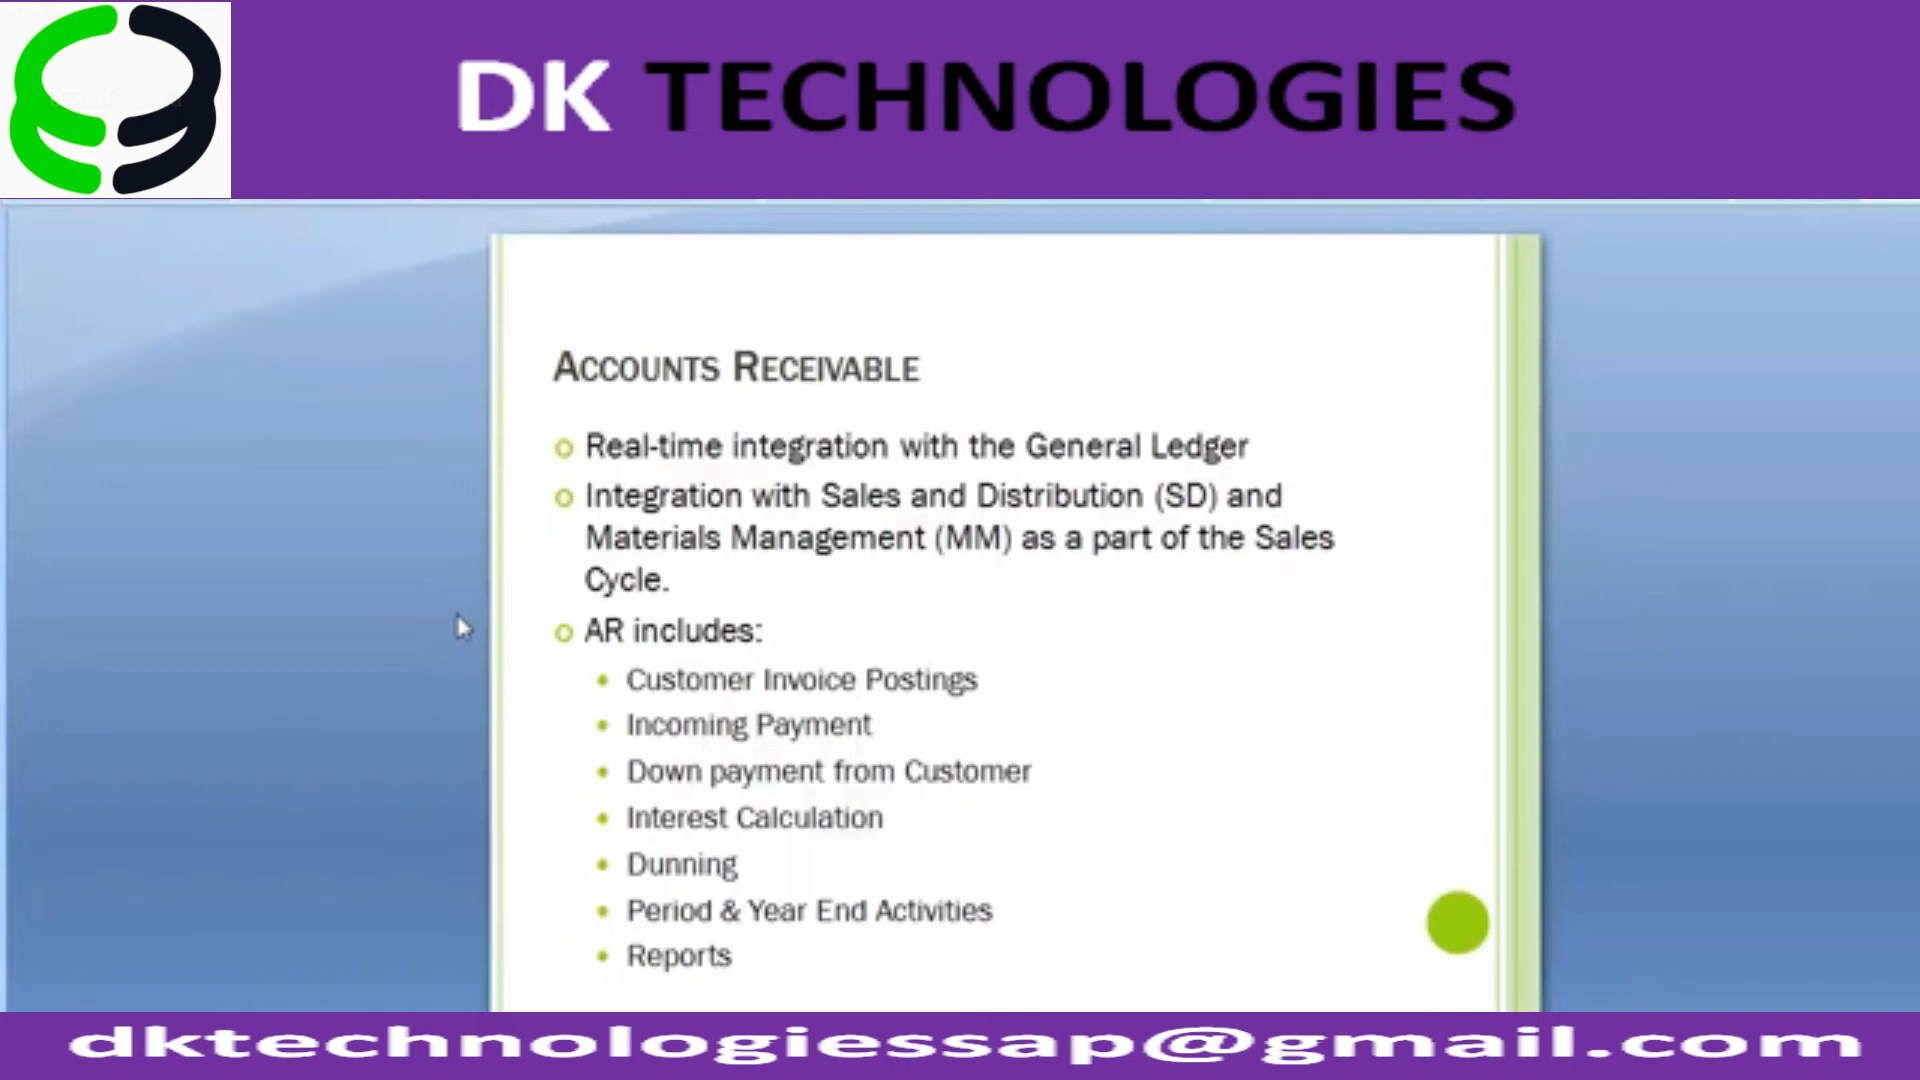 DK TECHNOLOGIES
ACCOUNTS RECEIVABLE
Real-time integration with the General Ledger
Integration with Sales and Distribution (SD) and
Materials Management (MM) as a part of the Sales
Cycle.
AR includes:
Customer Invoice Postings
Incoming Payment
Down payment from Customer
Interest Calculation
Dunning
Period & Year End Activities
Reports
dktechnologiessap@gmail.com